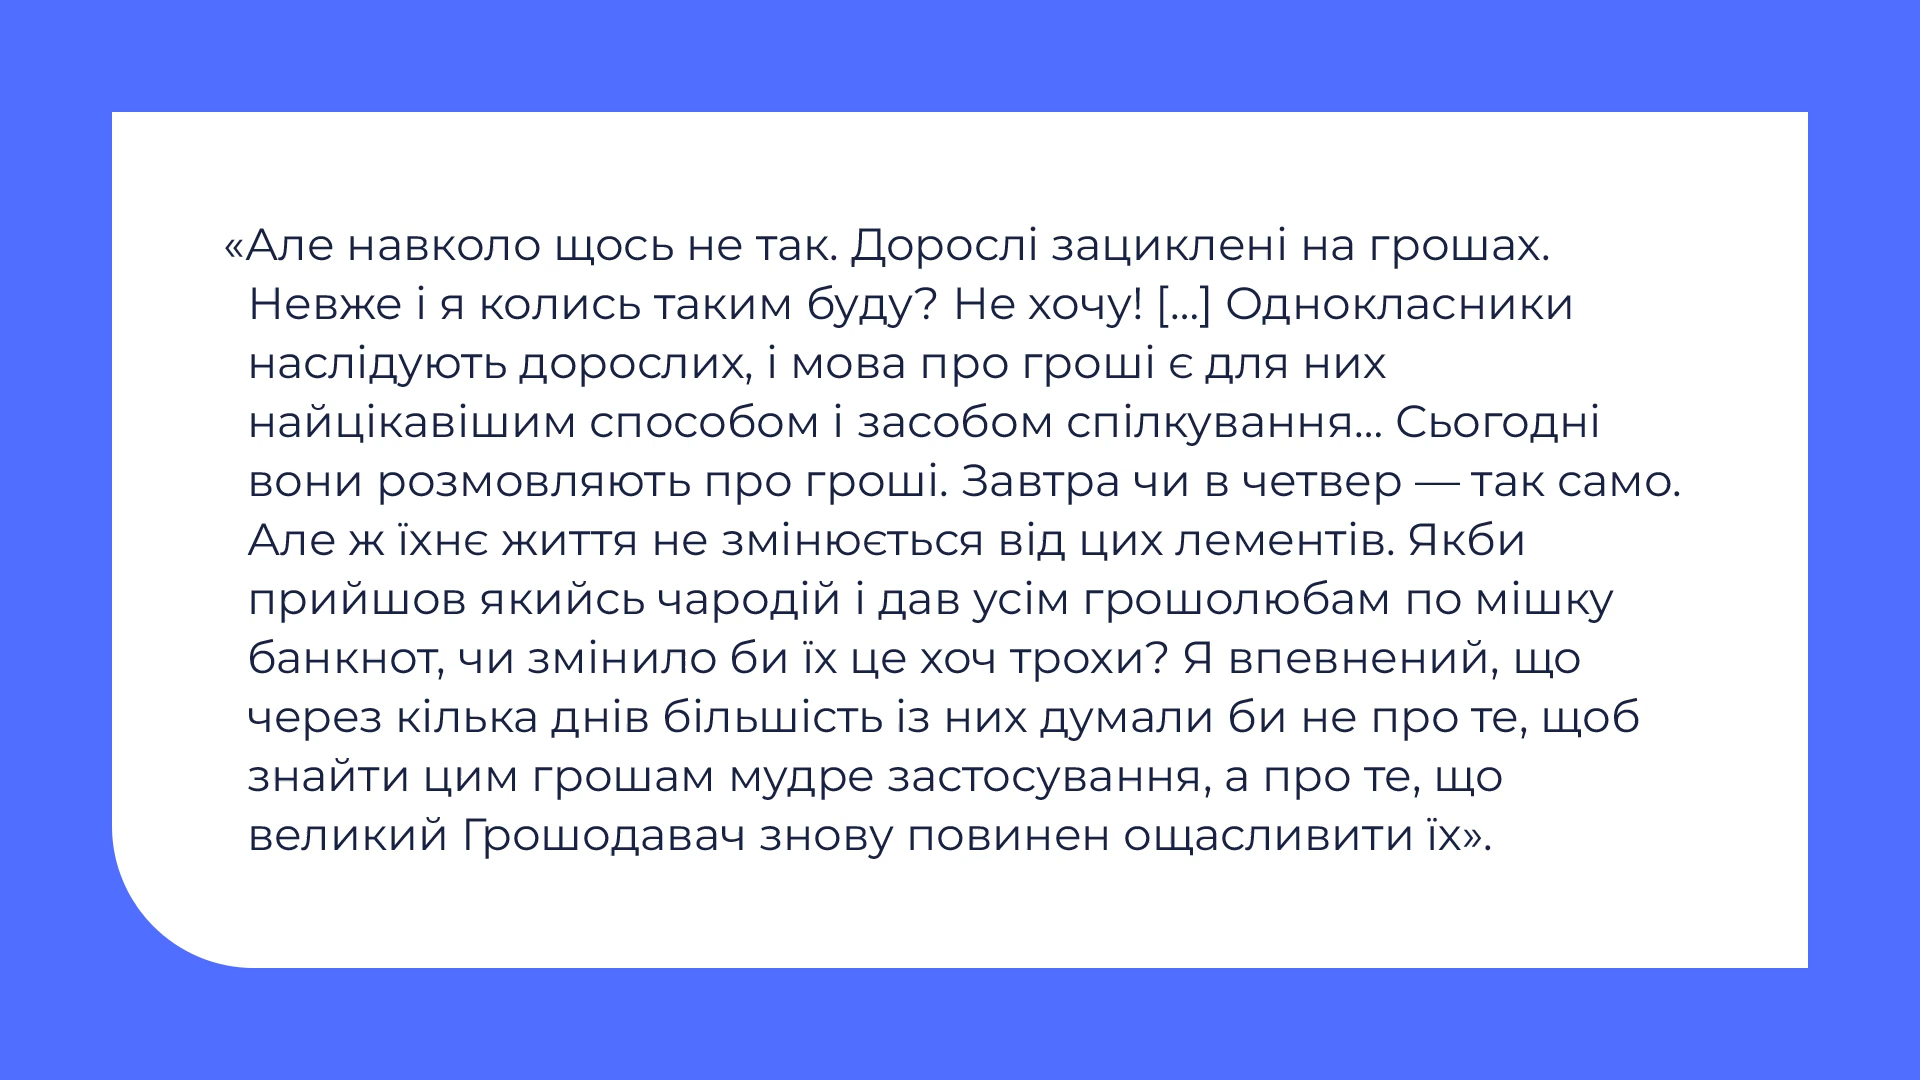 «Але навколо щось не так. Дорослі зациклені на грошах.
Невже і я колись таким буду? Не хочу! [...] Однокласники
наслідують дорослих, і мова про гроші є для них
найцікавішим способом і засобом спілкування... Сьогодні
вони розмовляють про гроші. Завтра чи в четвер — так само.
Але ж їхнє життя не змінюється від цих лементів. Якби
прийшов якийсь чародій і дав усім грошолюбам по мішку
банкнот, чи змінило би їх це хоч трохи? Я впевнений, що
через кілька днів більшість із них думали би не про те, щоб
знайти цим грошам мудре застосування, а про те, що
великий Грошодавач знову повинен ощасливити їх».